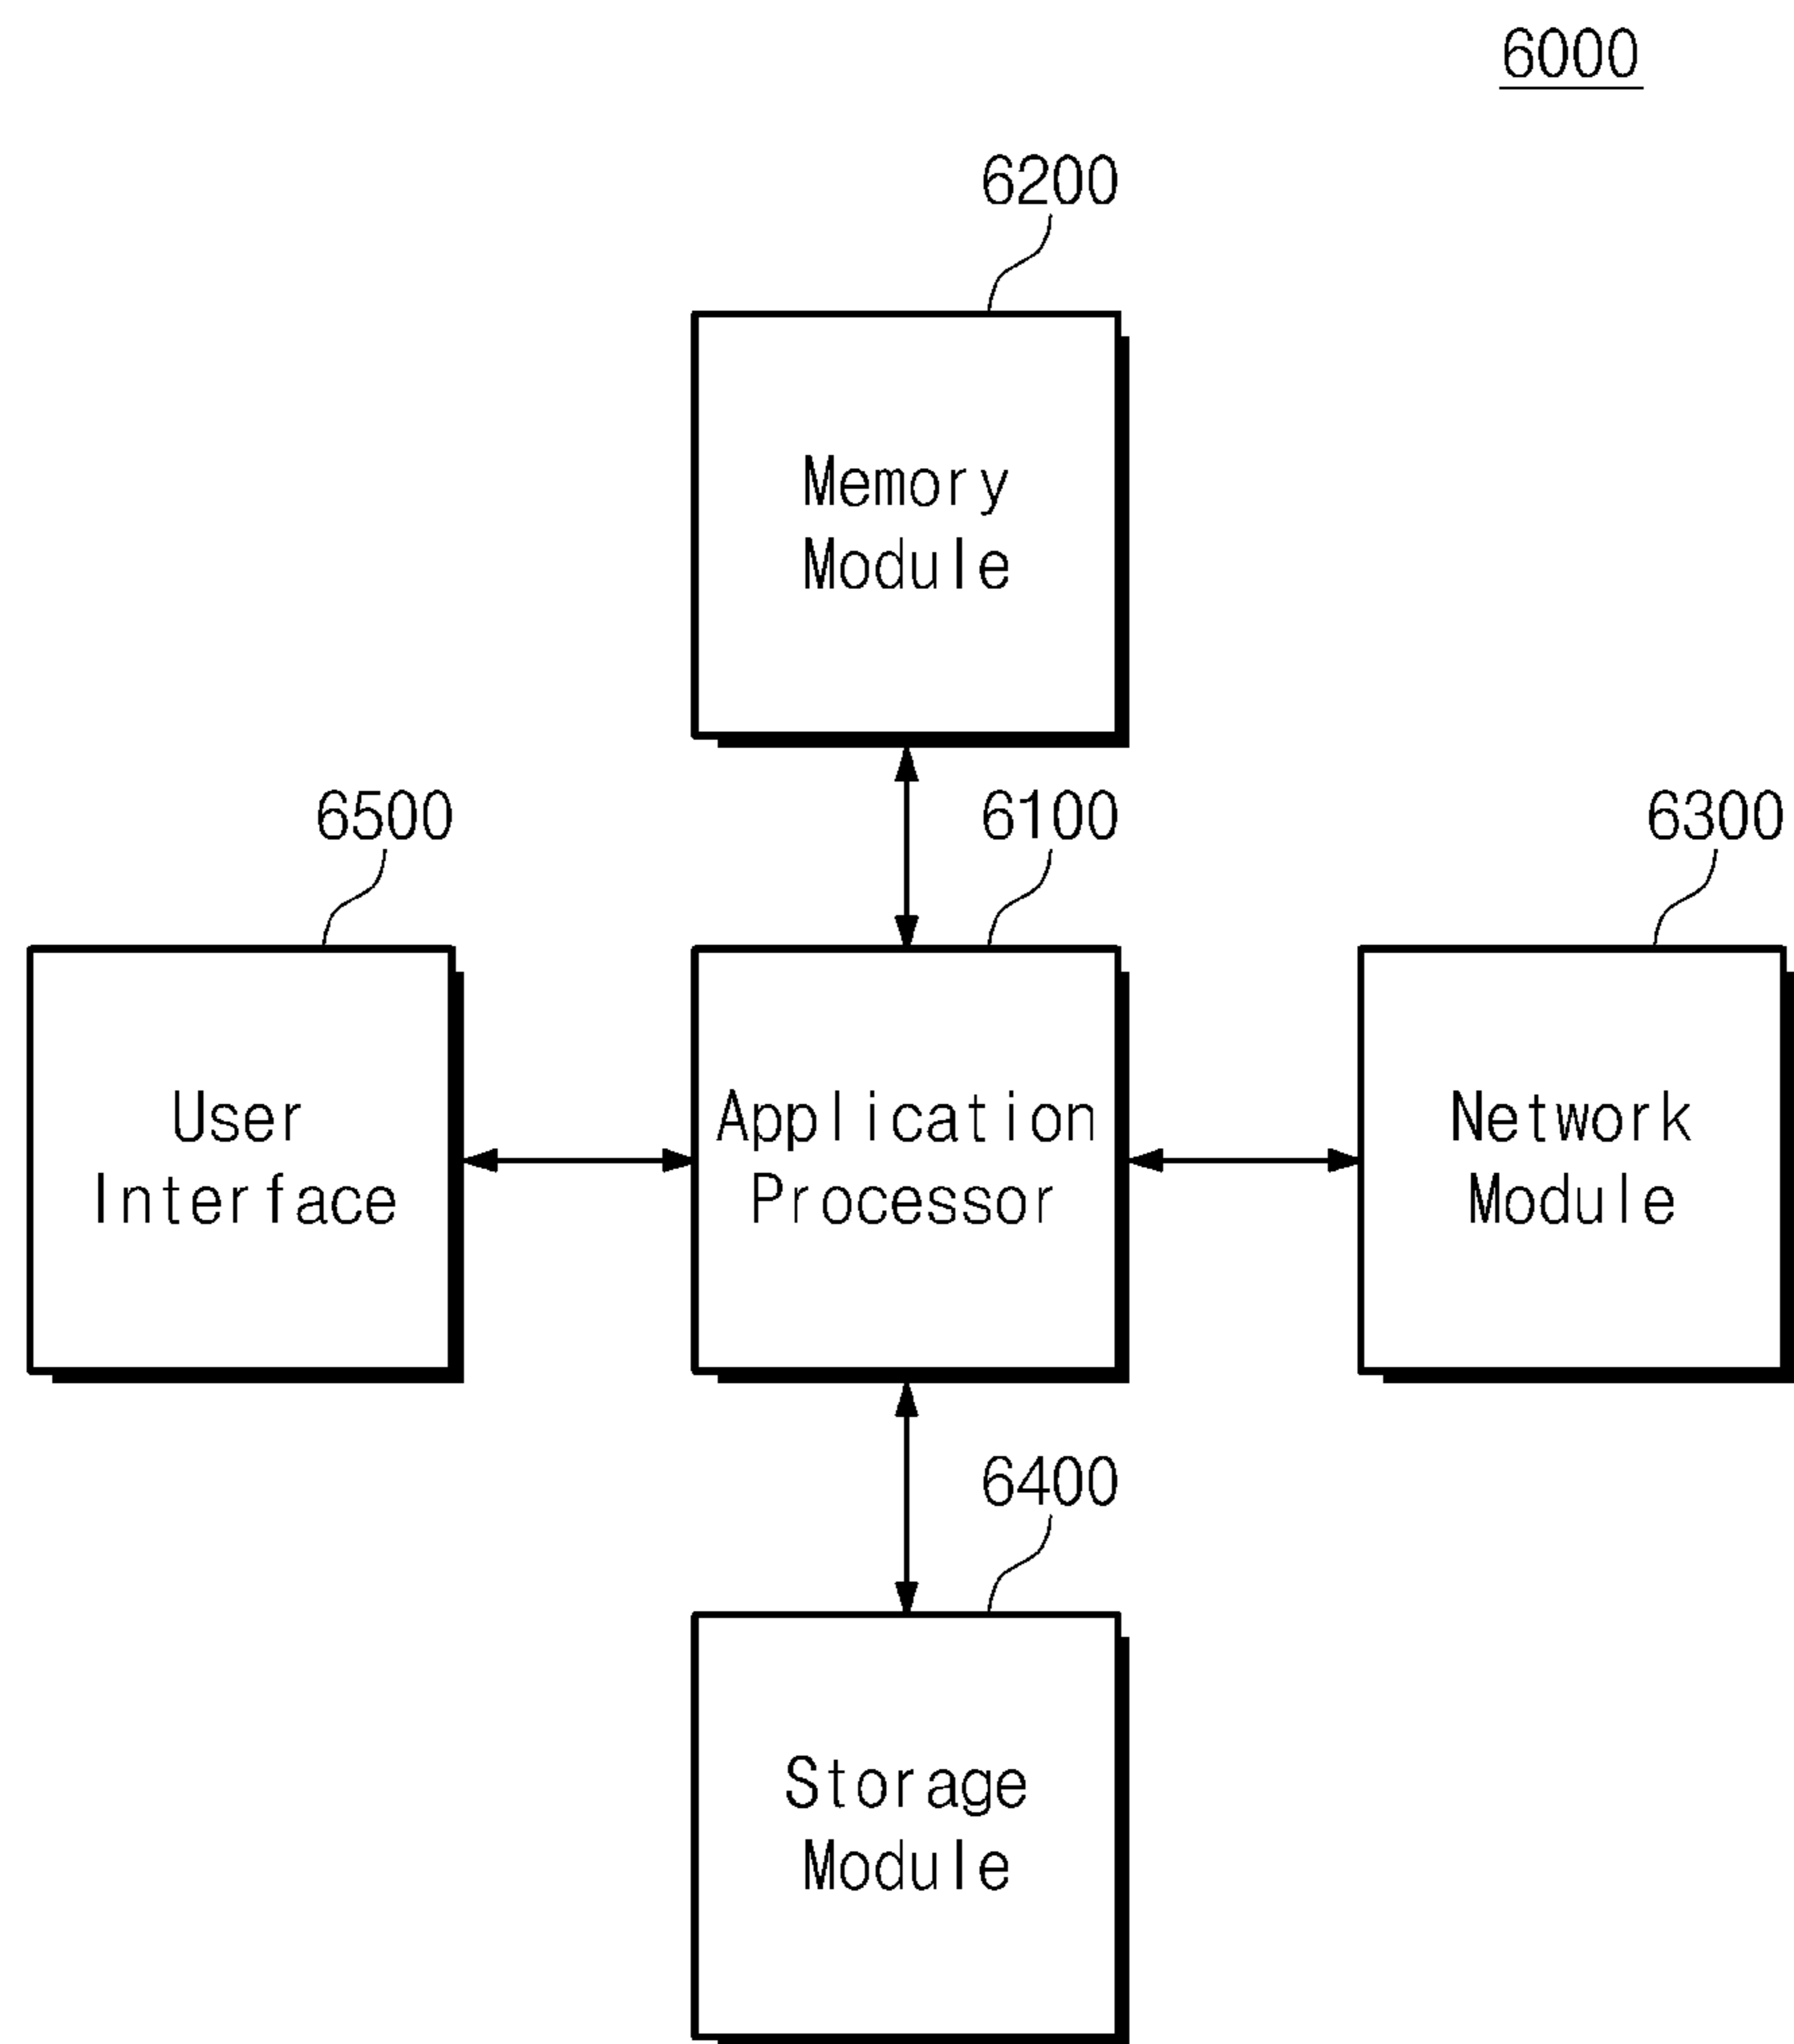 6000
6200
Memory
Module
6500
6100
6300
User
Interface
Application
Processor
Network
Module
6400
Storage
Module